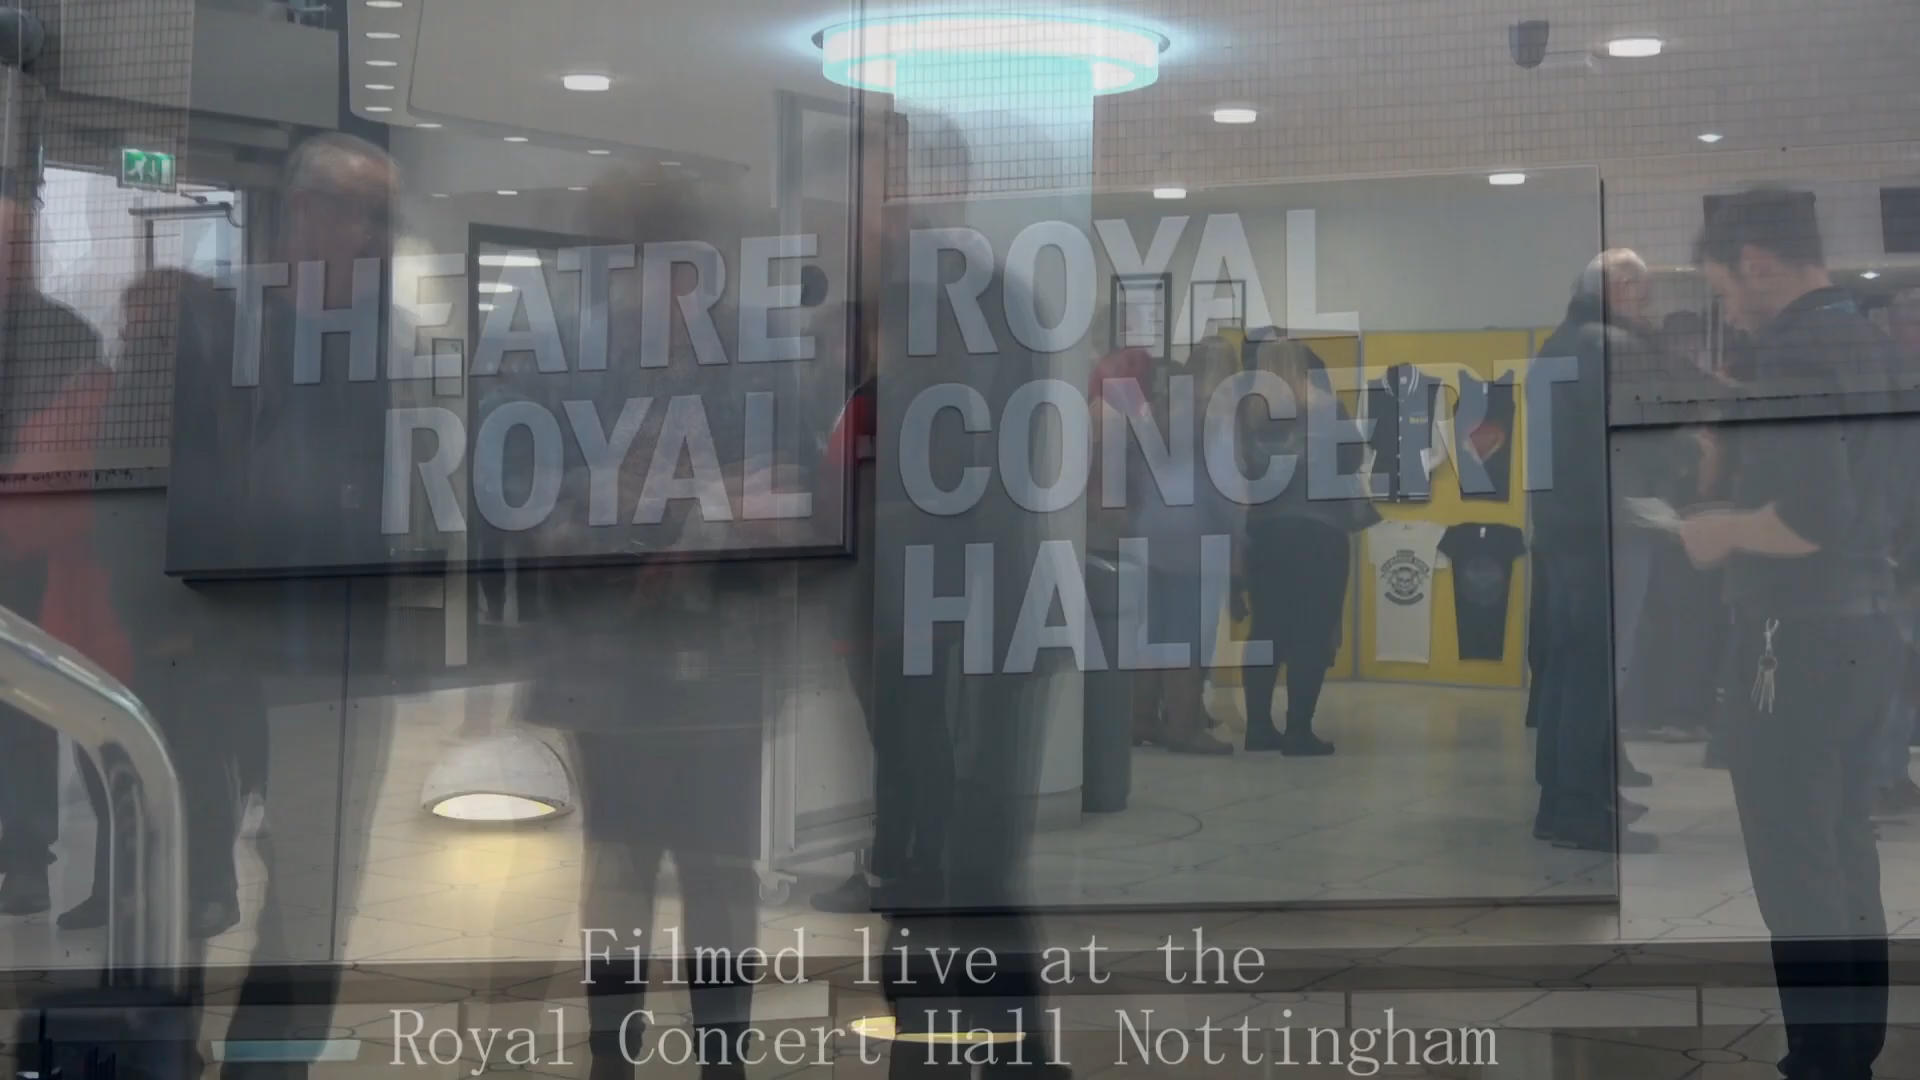 THEATRE
ROYAL
ROYAL
CONCERT
HALL
Filmed live at the
Royal Concert Hall Nottingham